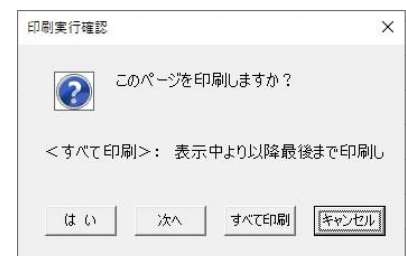 印刷実行確認
このページを印刷しますか？
＜すべて印刷＞： 表示中より以降最後まで印刷し
はい 次へ すべて印刷 キャンセル